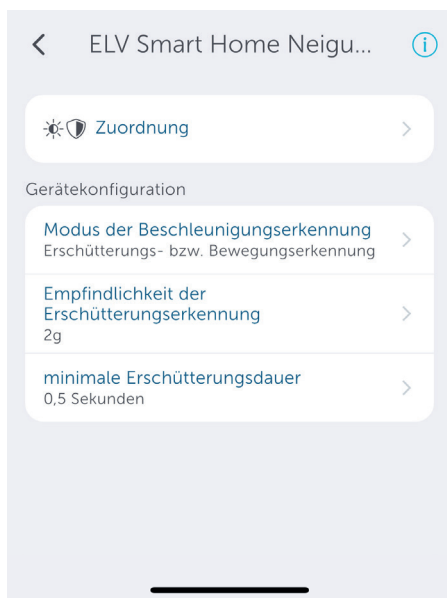 ELV Smart Home Neigu...
Zuordnung
Gerätekonfiguration
Modus der Beschleunigungserkennung
Erschütterungs- bzw. Bewegungserkennung
Empfindlichkeit der
Erschütterungserkennung
2g
minimale Erschütterungsdauer
0,5 Sekunden